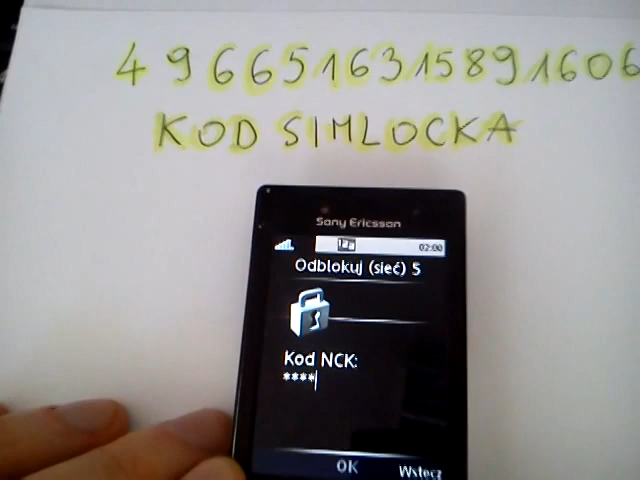 4966516315891606
KOD SIMLOCKA
Sony Ericsson
02:00
Odblokuj (sieć) 5
Kod NCK:
****
OK Wstecz